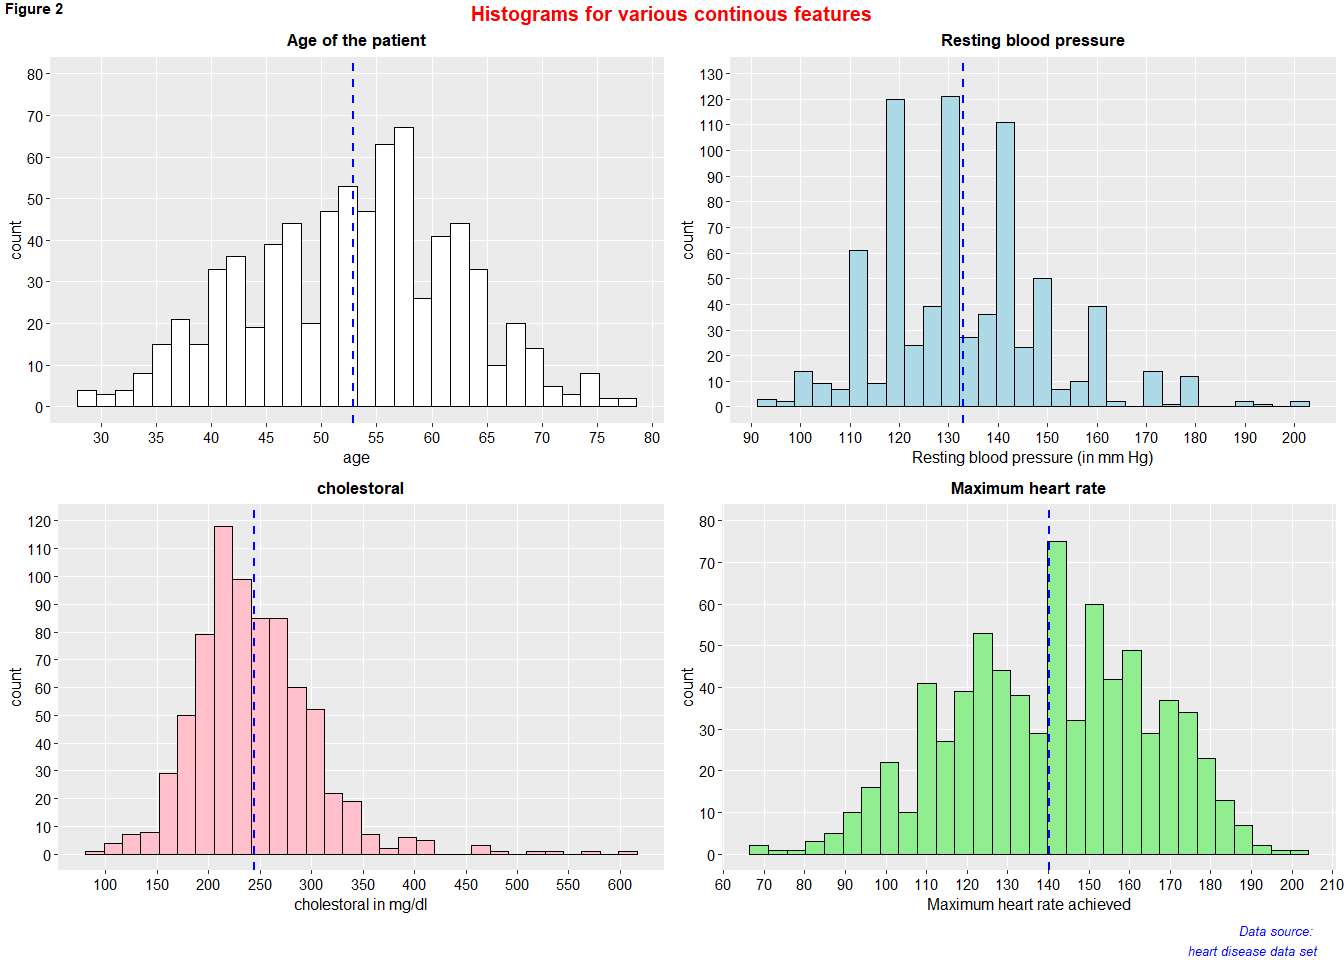 Figure 2
Histograms for various continous features
Age of the patient
80
70
60
50
40
30
20
10
0
count
30 35 40 45 50 55 60 65 70 75 80
age
Resting blood pressure
130
120
110
100
90
80
70
60
50
40
30
20
10
0
count
90 100 110 120 130 140 150 160 170 180 190 200
Resting blood pressure (in mm Hg)
cholestoral
120
110
100
90
80
70
60
50
40
30
20
10
0
count
100 150 200 250 300 350 400 450 500 550 600
cholestoral in mg/dl
Maximum heart rate
80
70
60
50
40
30
20
10
0
count
60 70 80 90 100 110 120 130 140 150 160 170 180 190 200 210
Maximum heart rate achieved
Data source:
heart disease data set